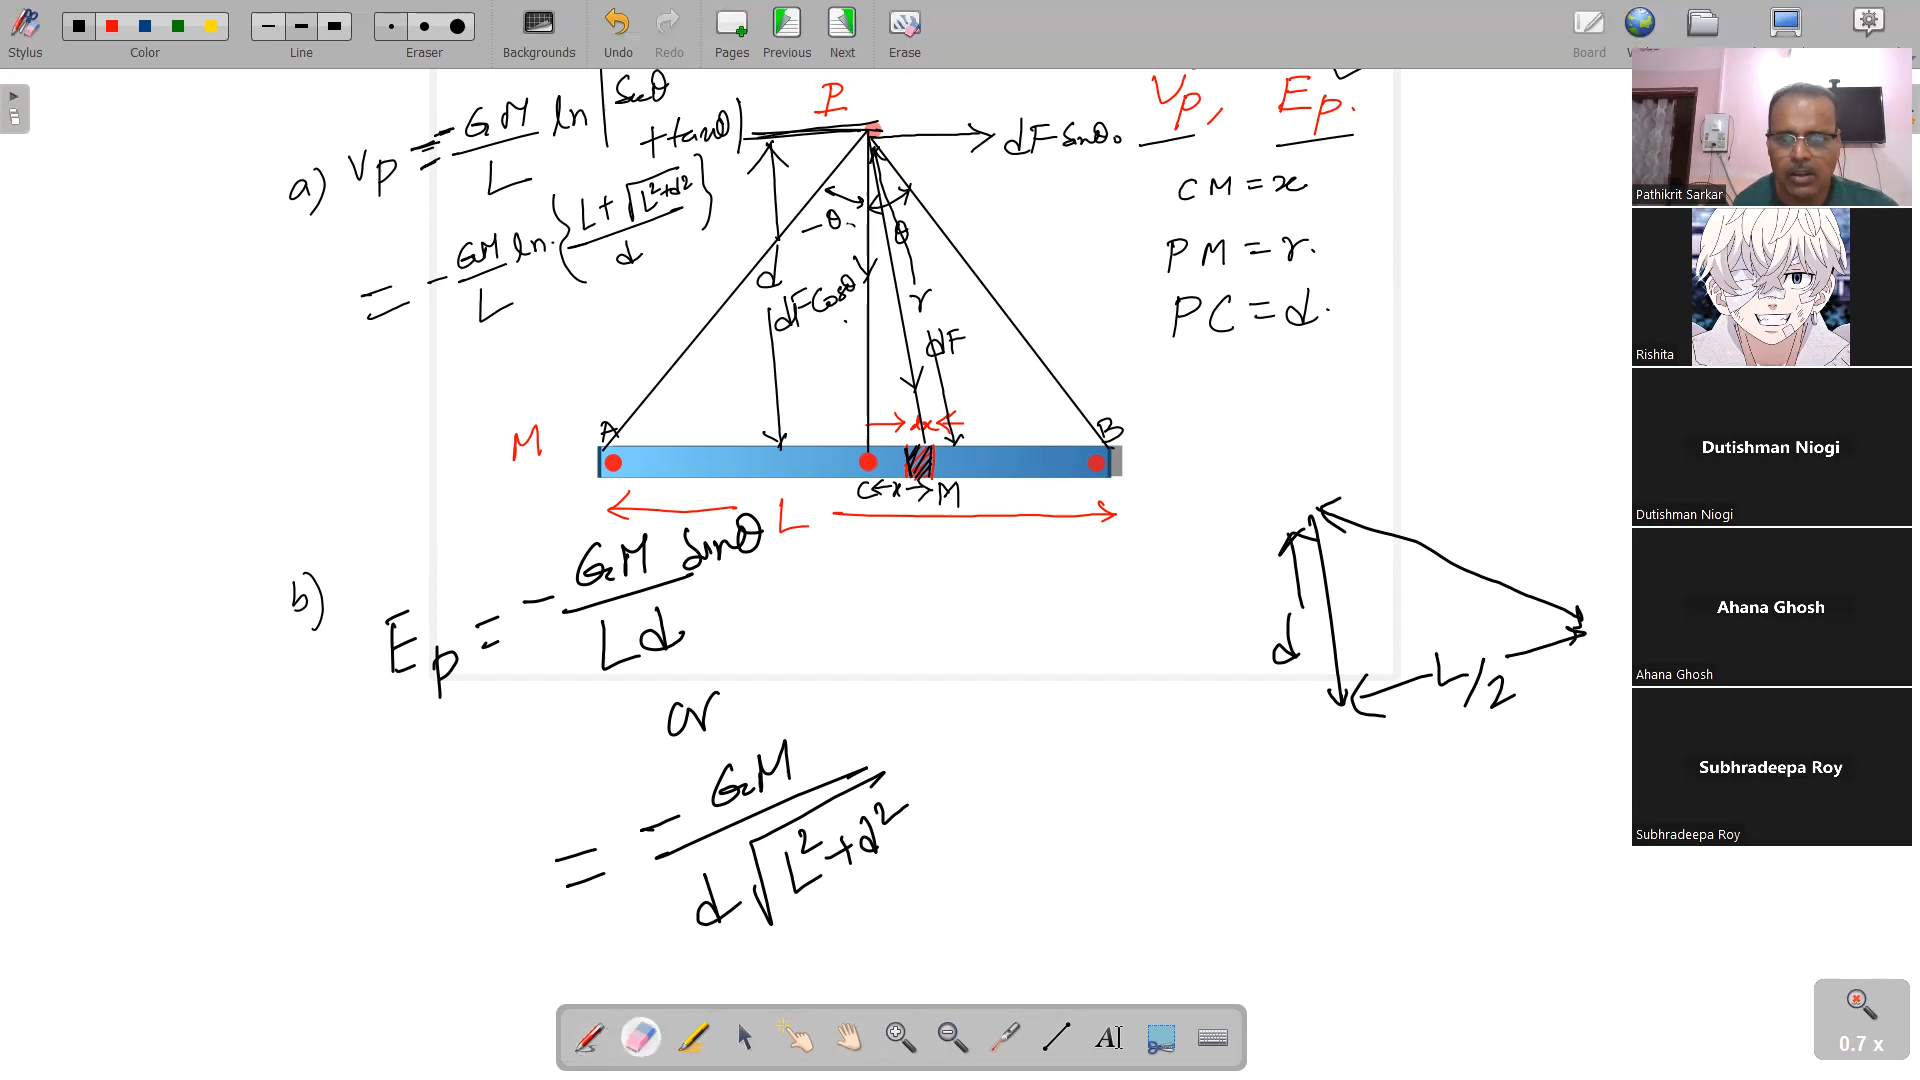 Stylus
Color
Line
Eraser
Backgrounds
Undo
Redo
Pages
Previous
Next
Erase
Board
a) Vp = - GM/L ln | Secθ + tanθ |
= - GM/L ln. { L + √L²+d² / d }
P
dF Sinθ.
Vp, Ep.
CM = x
PM = r.
PC = d.
-θ
θ
d
dF Cosθ
r
dF
M
A
dx
B
C
x
M
L
b) Ep = - GM Sinθ / Ld
or
= - GM / d √L²+d²
d
L/2
Pathikrit Sarkar
Rishita
Dutishman Niogi
Dutishman Niogi
Ahana Ghosh
Ahana Ghosh
Subhradeepa Roy
Subhradeepa Roy
AI
0.7 x